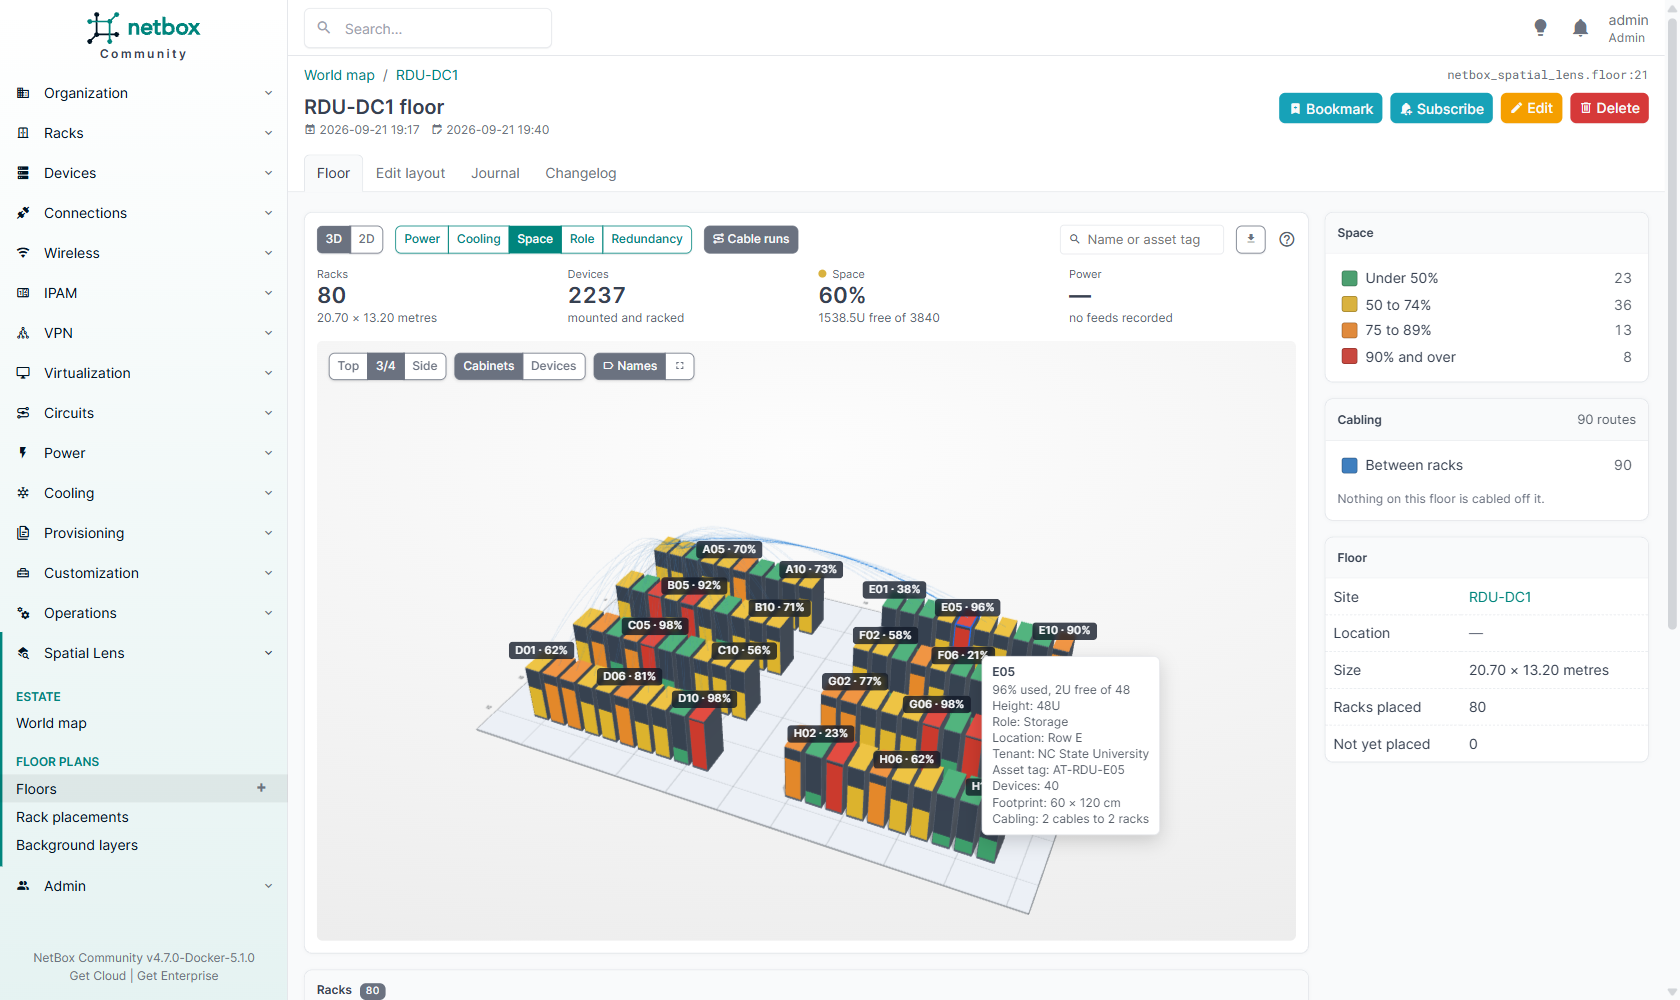 netbox
Community
Search...
admin
Admin
Organization
Racks
Devices
Connections
Wireless
IPAM
VPN
Virtualization
Circuits
Power
Cooling
Provisioning
Customization
Operations
Spatial Lens
ESTATE
World map
FLOOR PLANS
Floors
+
Rack placements
Background layers
Admin
NetBox Community v4.7.0-Docker-5.1.0
Get Cloud | Get Enterprise
World map / RDU-DC1
netbox_spatial_lens.floor:21
RDU-DC1 floor
2026-09-21 19:17 2026-09-21 19:40
Bookmark Subscribe Edit Delete
Floor Edit layout Journal Changelog
3D 2D Power Cooling Space Role Redundancy Cable runs Name or asset tag
Racks
80
20.70 × 13.20 metres
Devices
2237
mounted and racked
Space
60%
1538.5U free of 3840
Power
—
no feeds recorded
Top 3/4 Side Cabinets Devices Names
A05 · 70%
A10 · 73%
B05 · 92%
E01 · 38%
B10 · 71%
E05 · 96%
C05 · 98%
E10 · 90%
F02 · 58%
D01 · 62%
C10 · 56%
F06 · 21%
D06 · 81%
G02 · 77%
D10 · 98%
G06 · 98%
H02 · 23%
H06 · 62%
E05
96% used, 2U free of 48
Height: 48U
Role: Storage
Location: Row E
Tenant: NC State University
Asset tag: AT-RDU-E05
Devices: 40
Footprint: 60 × 120 cm
Cabling: 2 cables to 2 racks
Racks 80
Space
Under 50% 23
50 to 74% 36
75 to 89% 13
90% and over 8
Cabling 90 routes
Between racks 90
Nothing on this floor is cabled off it.
Floor
Site RDU-DC1
Location —
Size 20.70 × 13.20 metres
Racks placed 80
Not yet placed 0